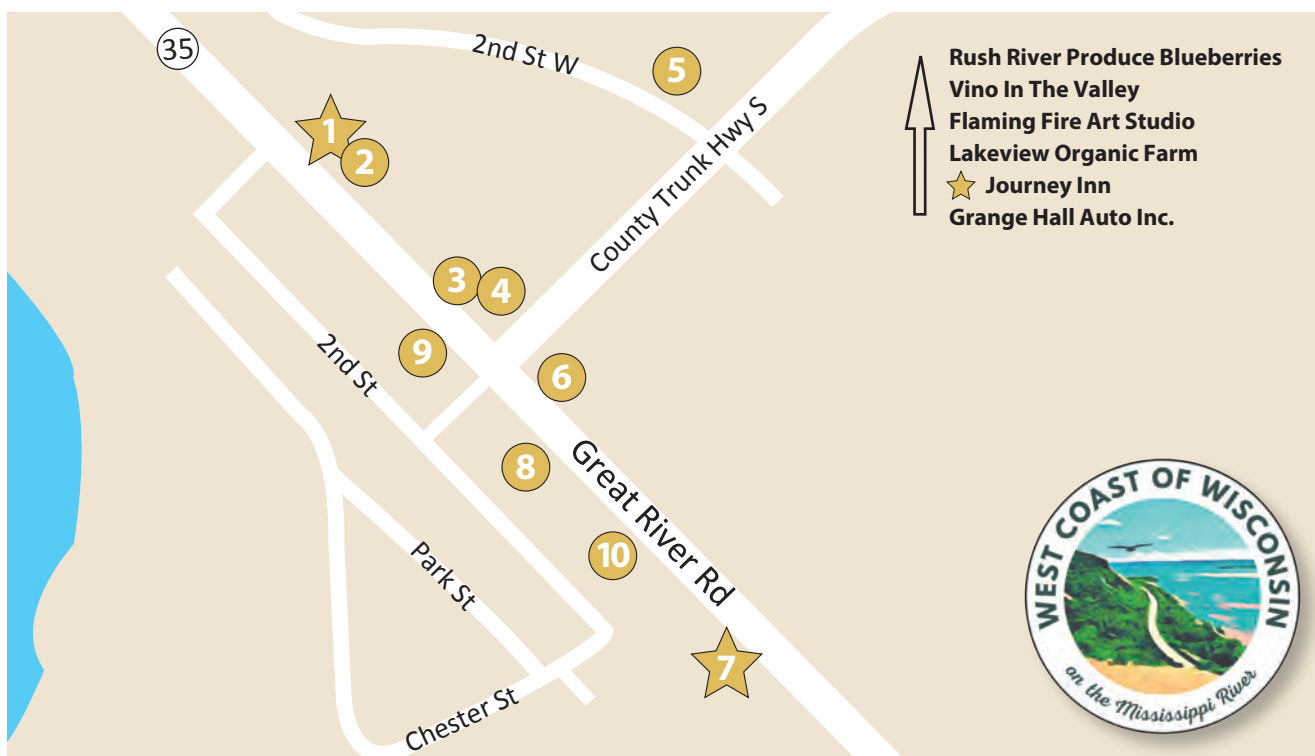 35
2nd St W
5
1
2
County Trunk Hwy S
3
4
9
2nd St
6
8
Great River Rd
10
Park St
7
Chester St
Rush River Produce Blueberries
Vino In The Valley
Flaming Fire Art Studio
Lakeview Organic Farm
Journey Inn
Grange Hall Auto Inc.
WEST COAST OF WISCONSIN
on the Mississippi River